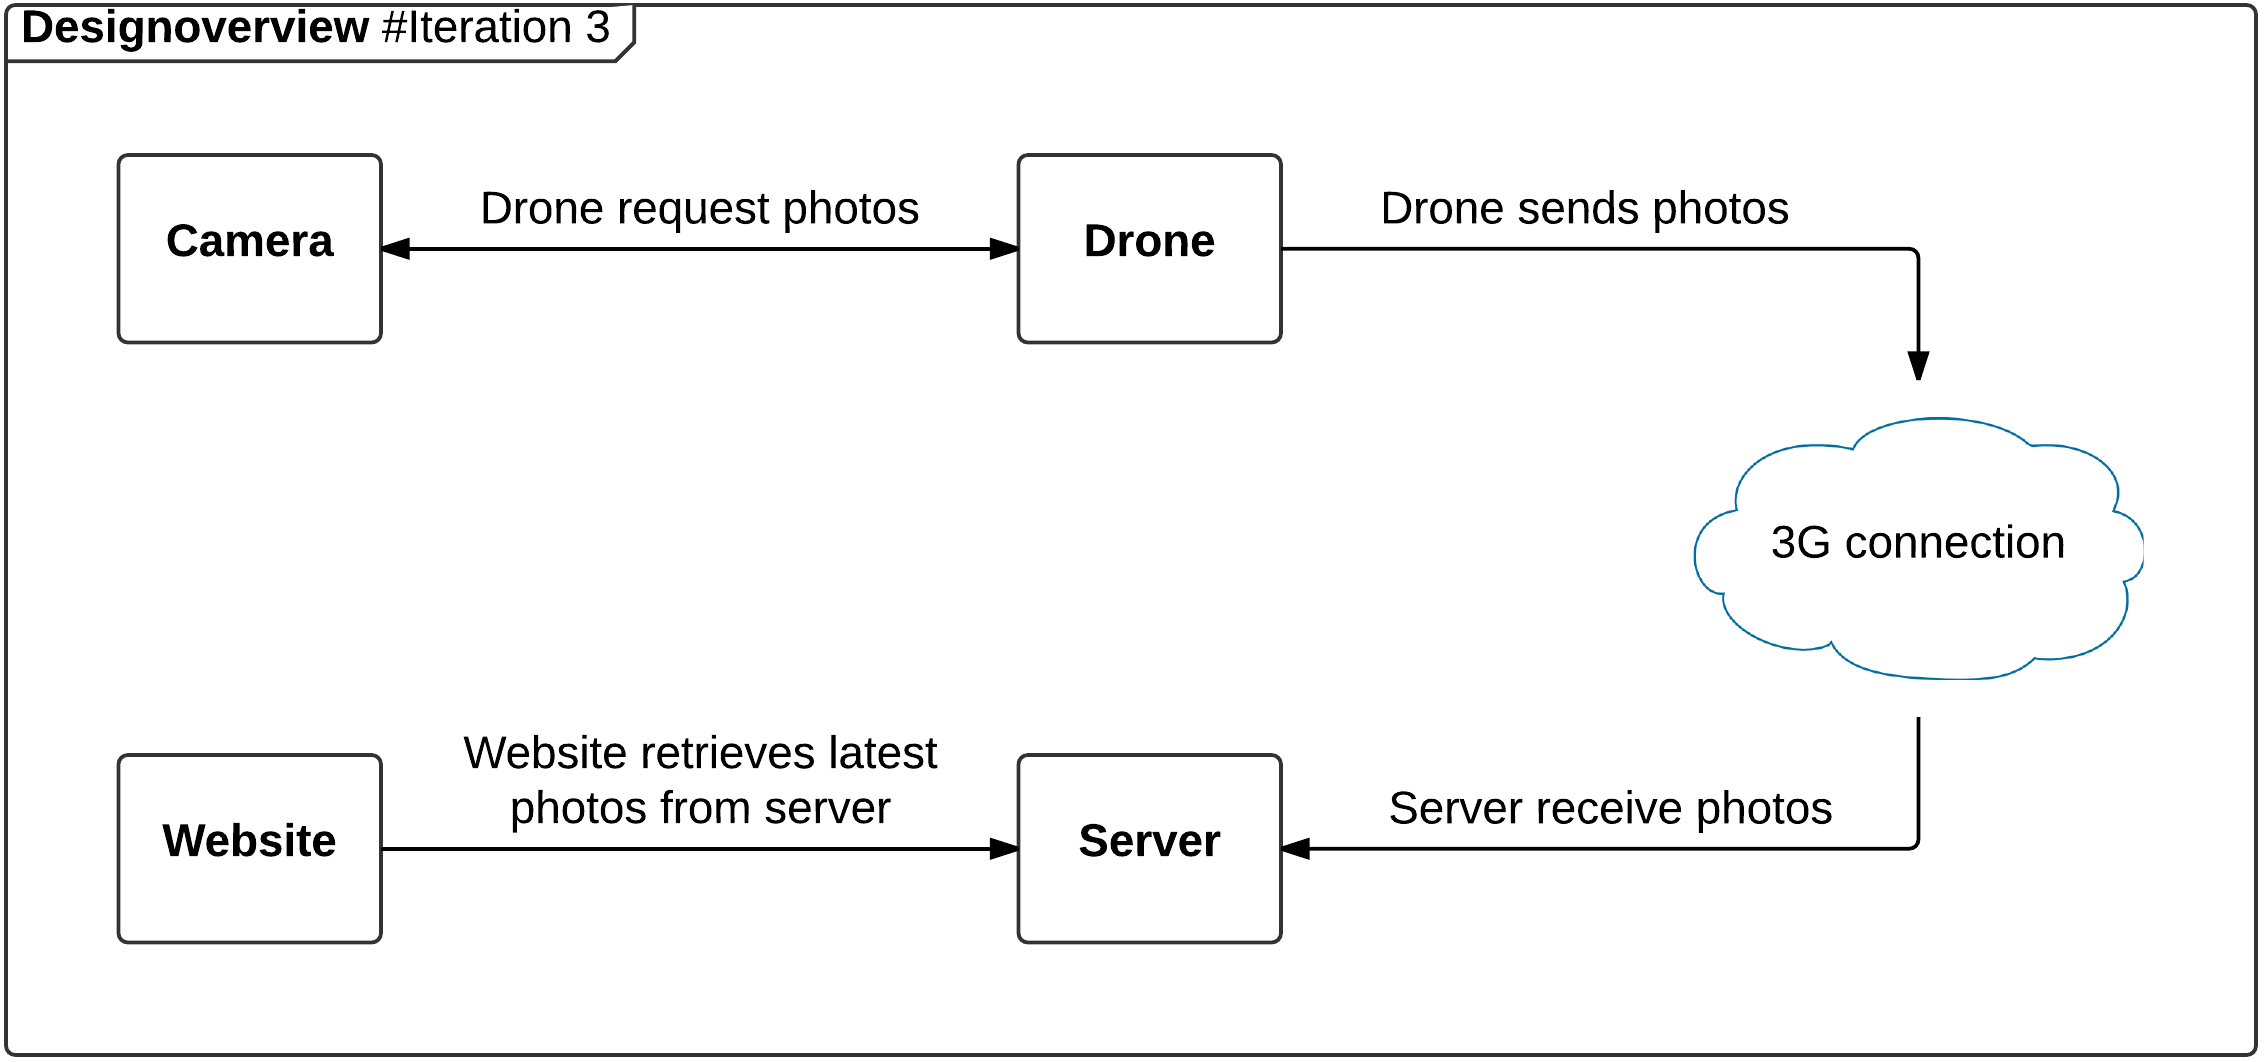 Designoverview #Iteration 3
Camera
Drone request photos
Drone
Drone sends photos
3G connection
Website
Website retrieves latest
photos from server
Server
Server receive photos